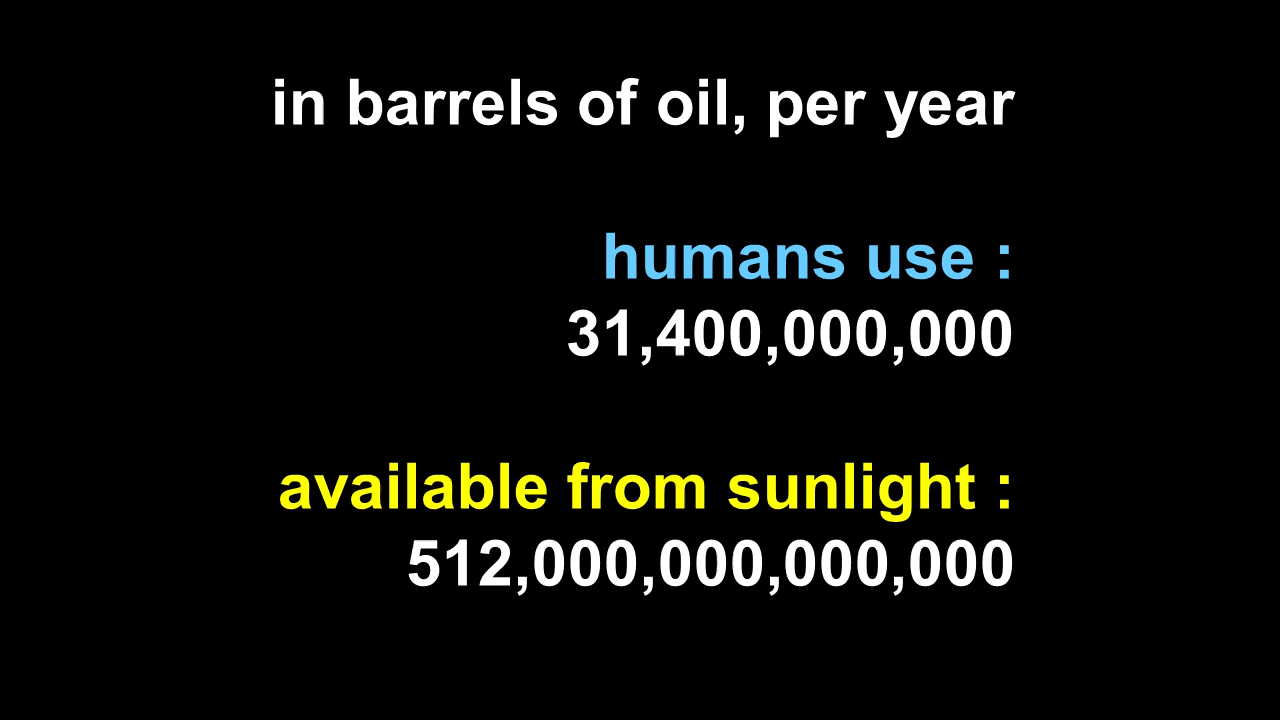 in barrels of oil, per year
humans use :
31,400,000,000
available from sunlight :
512,000,000,000,000